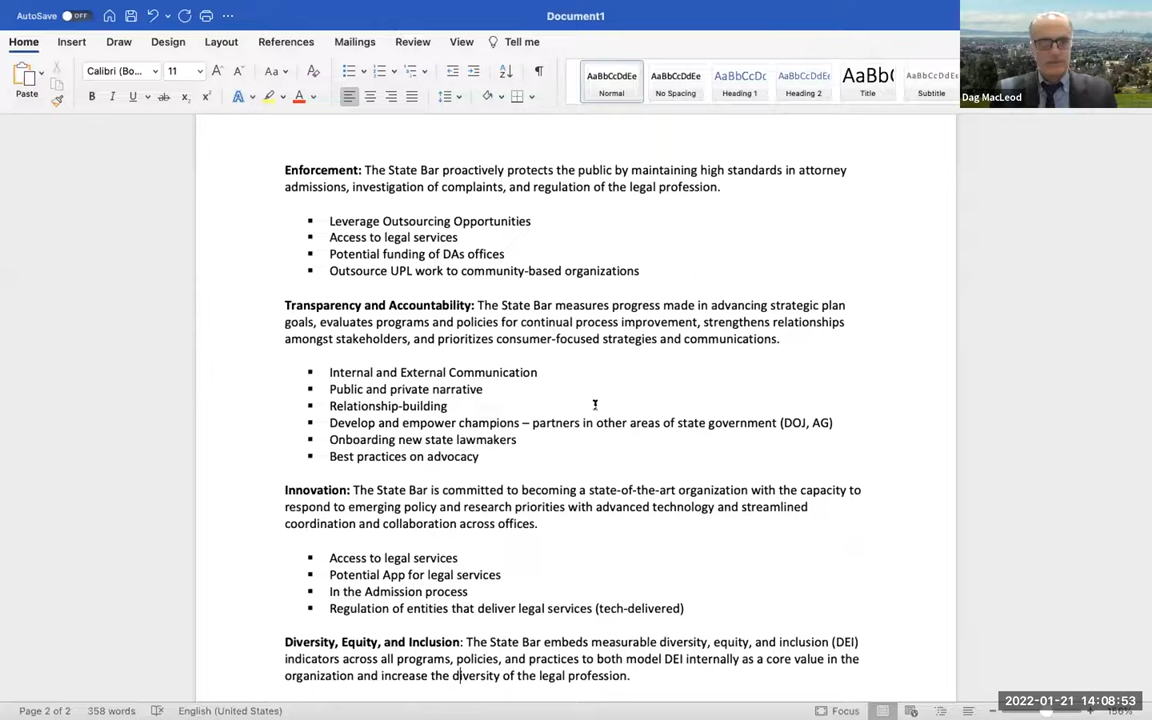 AutoSave OFF
Document1
Home Insert Draw Design Layout References Mailings Review View Tell me
Paste
Calibri (Bo... 11
Aa
B I U ab x₂ x²
A A
AaBbCcDdEe AaBbCcDdEe AaBbCcDc AaBbCcDdEe AaBb( AaBbCcDdEe
Normal No Spacing Heading 1 Heading 2 Title Subtitle
Dag MacLeod
Enforcement: The State Bar proactively protects the public by maintaining high standards in attorney
admissions, investigation of complaints, and regulation of the legal profession.
▪ Leverage Outsourcing Opportunities
▪ Access to legal services
▪ Potential funding of DAs offices
▪ Outsource UPL work to community-based organizations
Transparency and Accountability: The State Bar measures progress made in advancing strategic plan
goals, evaluates programs and policies for continual process improvement, strengthens relationships
amongst stakeholders, and prioritizes consumer-focused strategies and communications.
▪ Internal and External Communication
▪ Public and private narrative
▪ Relationship-building
▪ Develop and empower champions – partners in other areas of state government (DOJ, AG)
▪ Onboarding new state lawmakers
▪ Best practices on advocacy
Innovation: The State Bar is committed to becoming a state-of-the-art organization with the capacity to
respond to emerging policy and research priorities with advanced technology and streamlined
coordination and collaboration across offices.
▪ Access to legal services
▪ Potential App for legal services
▪ In the Admission process
▪ Regulation of entities that deliver legal services (tech-delivered)
Diversity, Equity, and Inclusion: The State Bar embeds measurable diversity, equity, and inclusion (DEI)
indicators across all programs, policies, and practices to both model DEI internally as a core value in the
organization and increase the diversity of the legal profession.
Page 2 of 2 358 words English (United States) Focus
2022-01-21 14:08:53